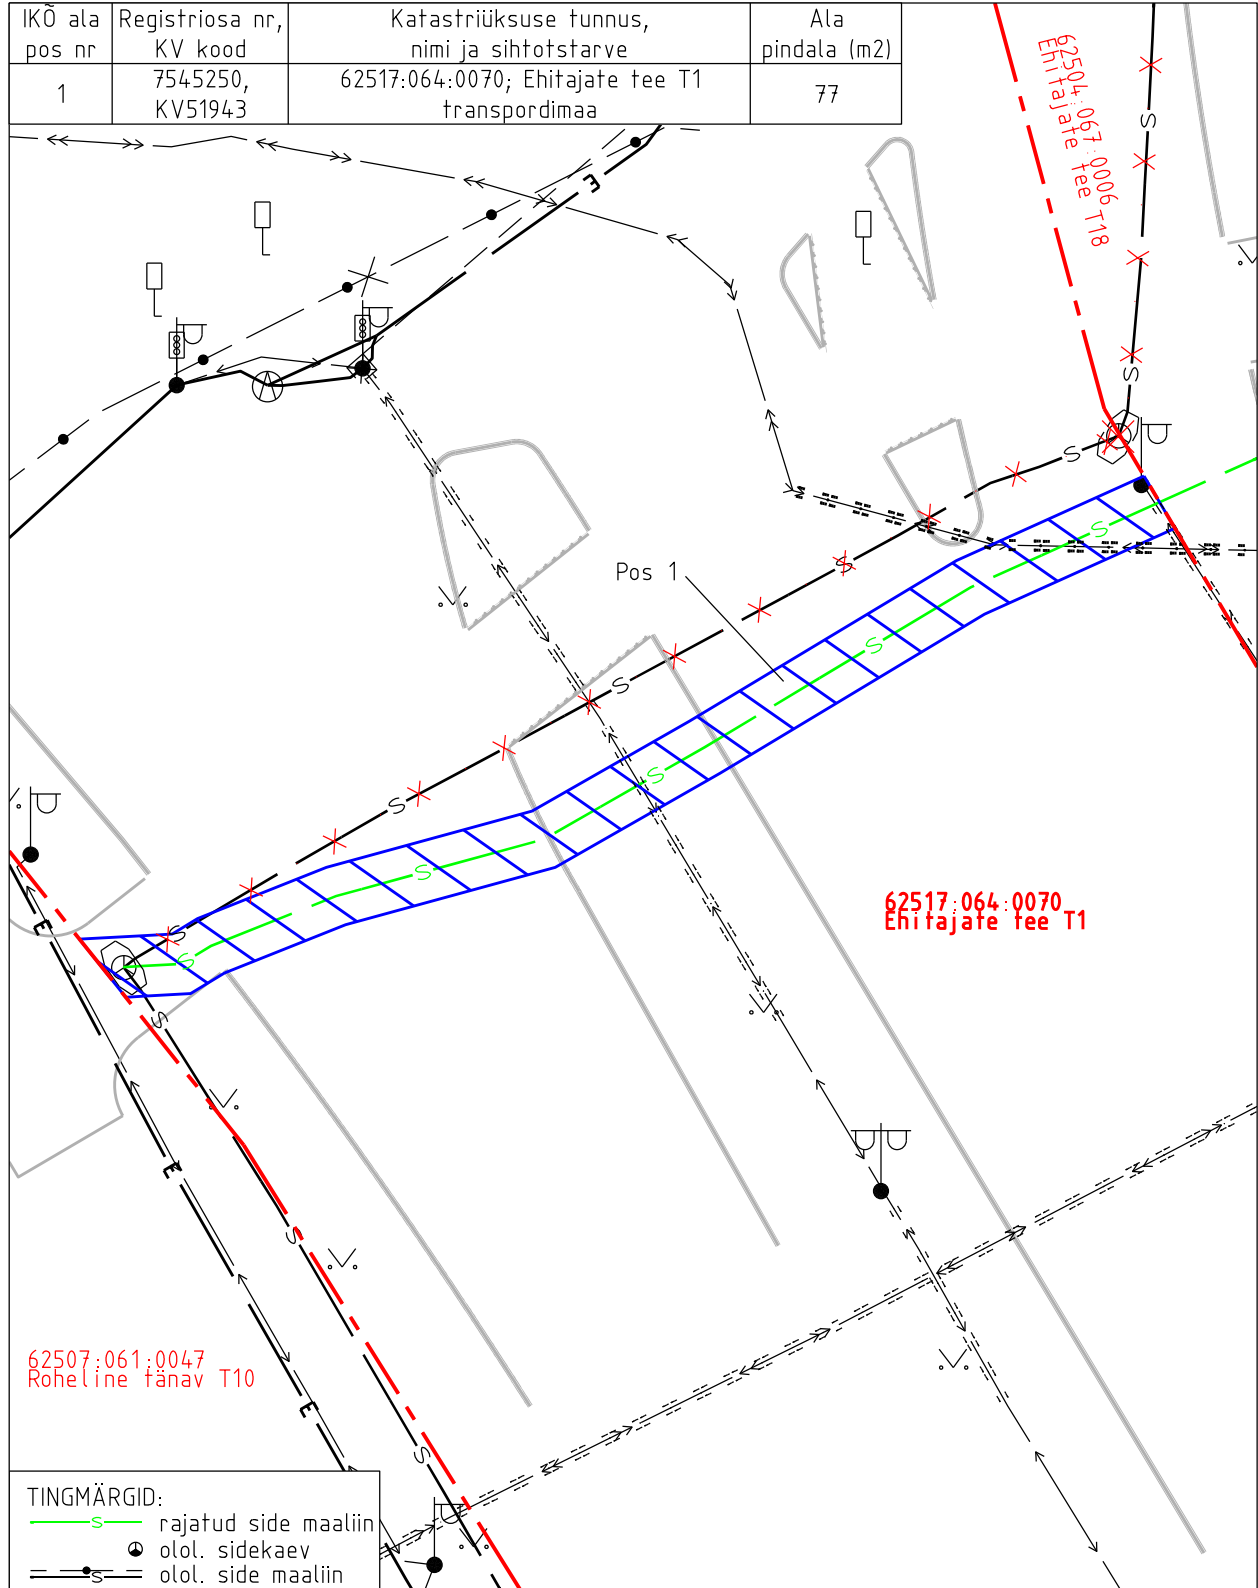 IKÕ ala
pos nr
Registriosa nr,
KV kood
Katastriüksuse tunnus,
nimi ja sihtotstarve
Ala
pindala (m2)
1
7545250,
KV51943
62517:064:0070; Ehitajate tee T1
transpordimaa
77
62504:067:0006
Ehitajate tee T18
E
S
S
S
S
S
Pos 1
S
S
S
S
S
S
S
S
62517:064:0070
Ehitajate tee T1
E
S
E
S
62507:061:0047
Roheline tänav T10
E
S
TINGMÄRGID:
S rajatud side maaliin
olol. sidekaev
S olol. side maaliin